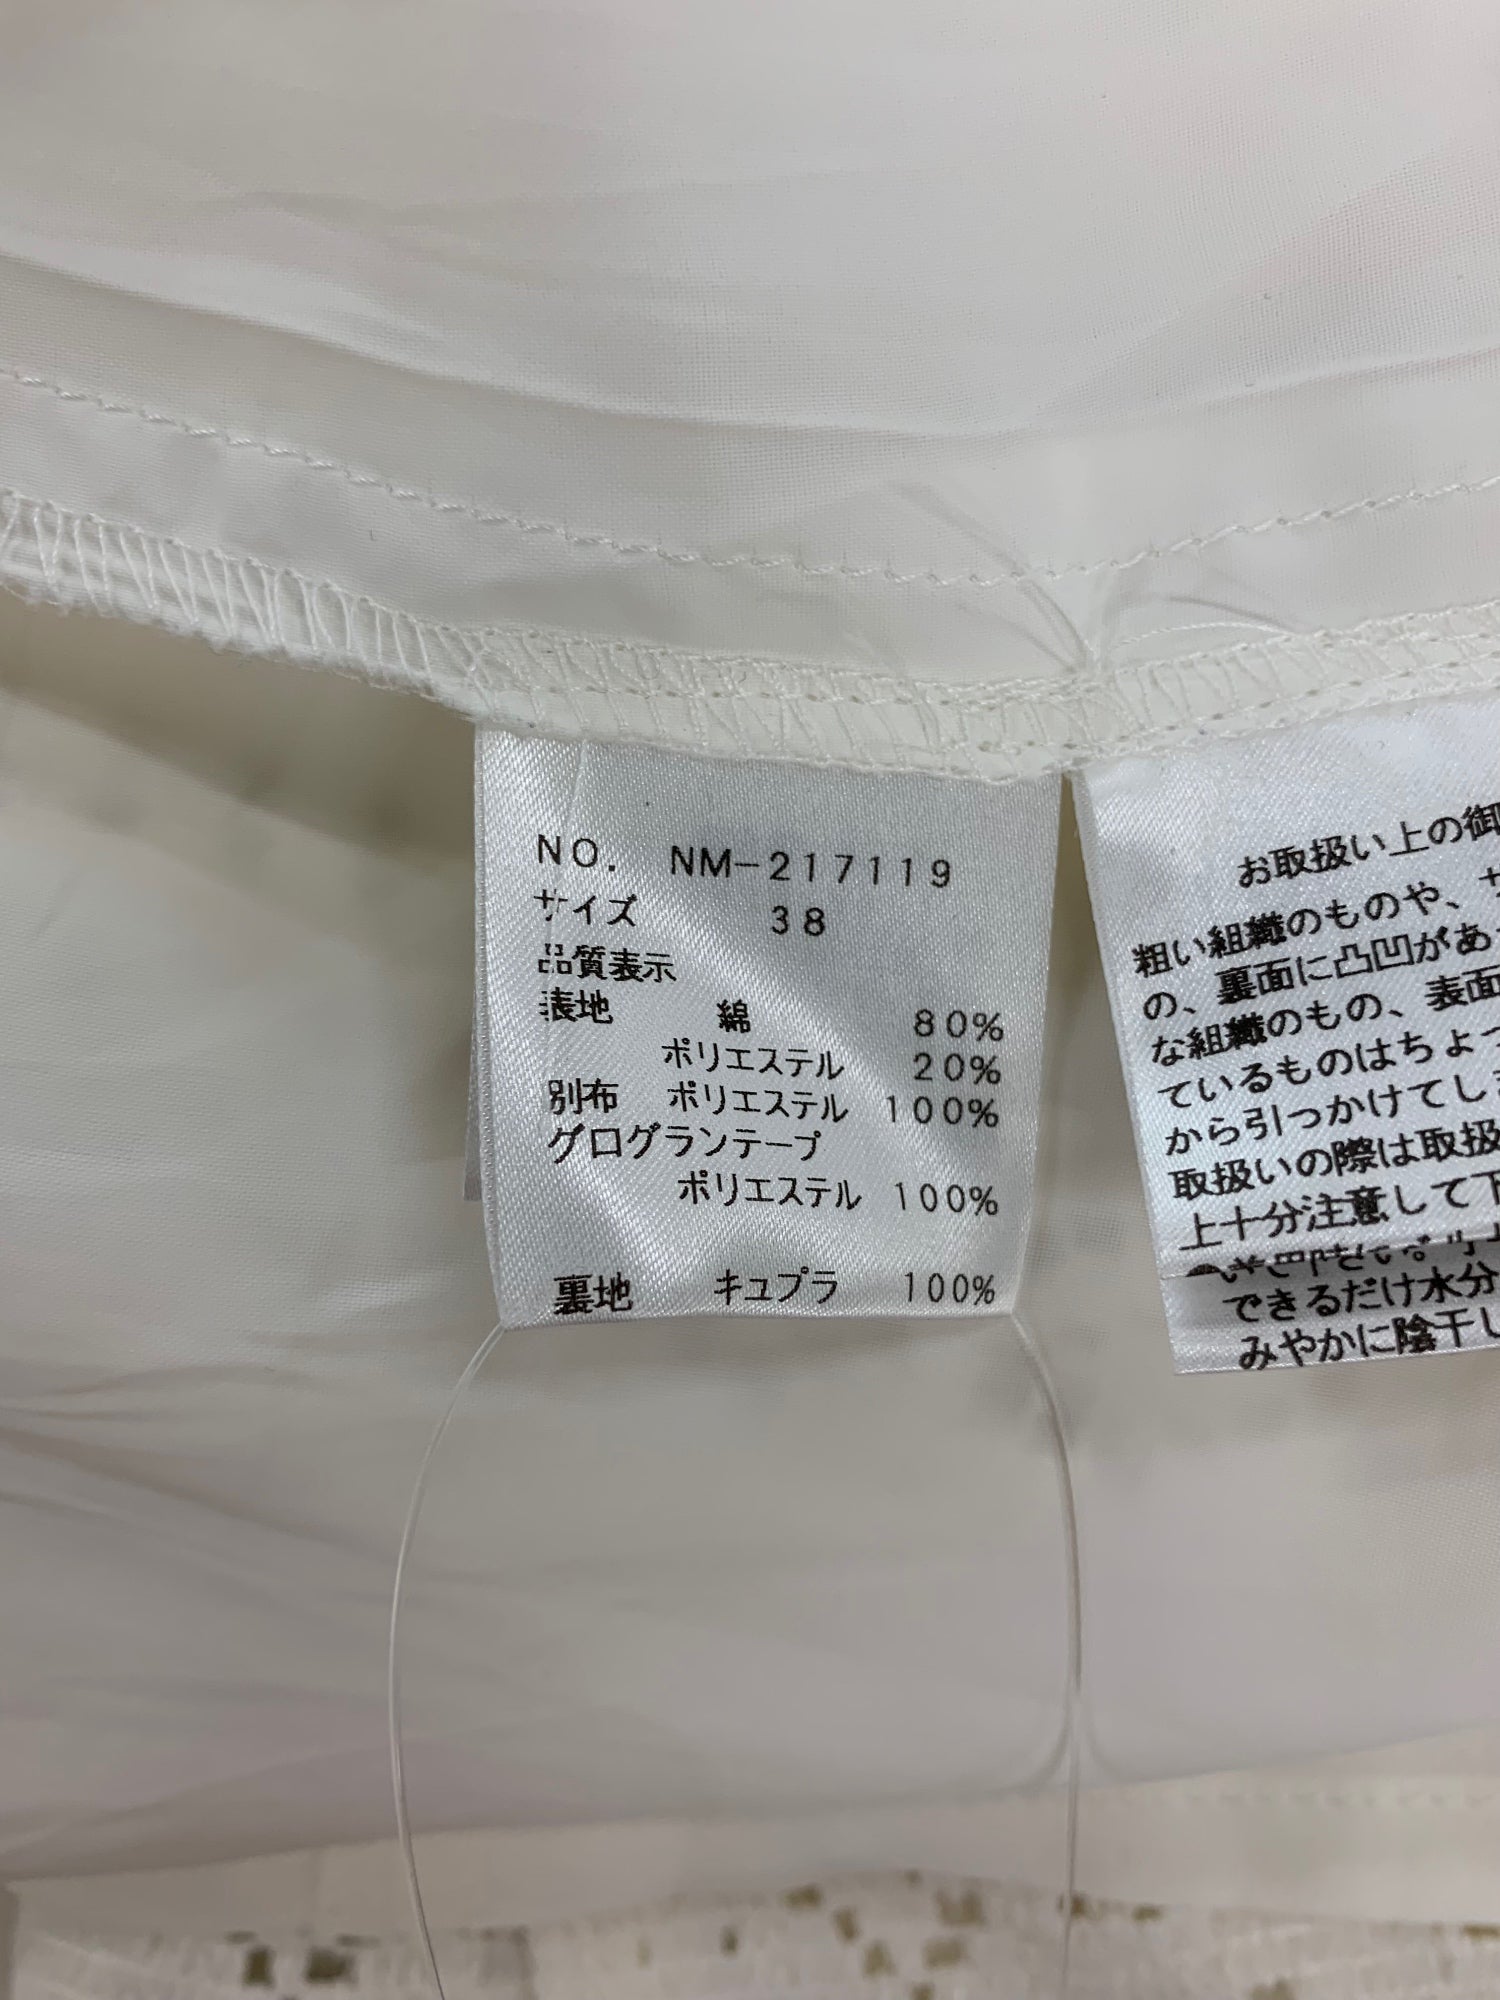 NO. NM-217119
サイズ 38
品質表示
表地 綿 80%
ポリエステル 20%
別布 ポリエステル 100%
グログランテープ
ポリエステル 100%
裏地 キュプラ 100%
お取扱い上の御
粗い組織のものや、サ
の、裏面に凸凹があ
な組織のもの、表面
ているものはちょっ
から引っかけてしま
取扱いの際は取扱
上十分注意して下
できるだけ水分
みやかに陰干し